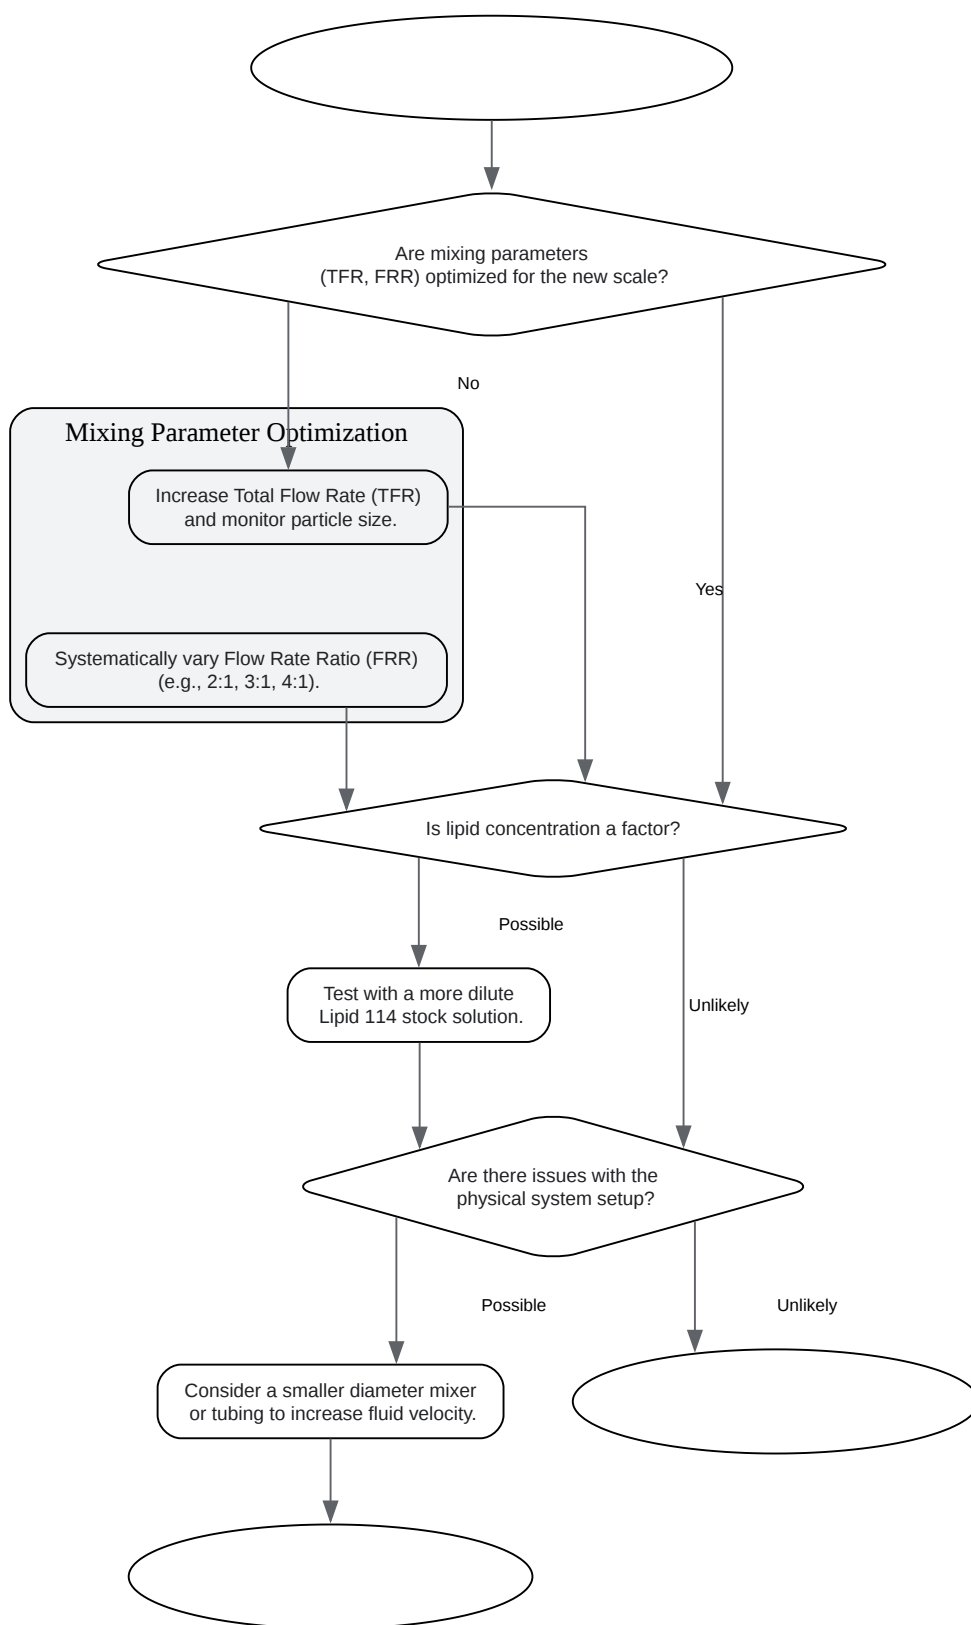 Are mixing parameters
(TFR, FRR) optimized for the new scale?
No
Mixing Parameter Optimization
Increase Total Flow Rate (TFR)
and monitor particle size.
Yes
Systematically vary Flow Rate Ratio (FRR)
(e.g., 2:1, 3:1, 4:1).
Is lipid concentration a factor?
Possible
Test with a more dilute
Lipid 114 stock solution.
Unlikely
Are there issues with the
physical system setup?
Possible
Unlikely
Consider a smaller diameter mixer
or tubing to increase fluid velocity.